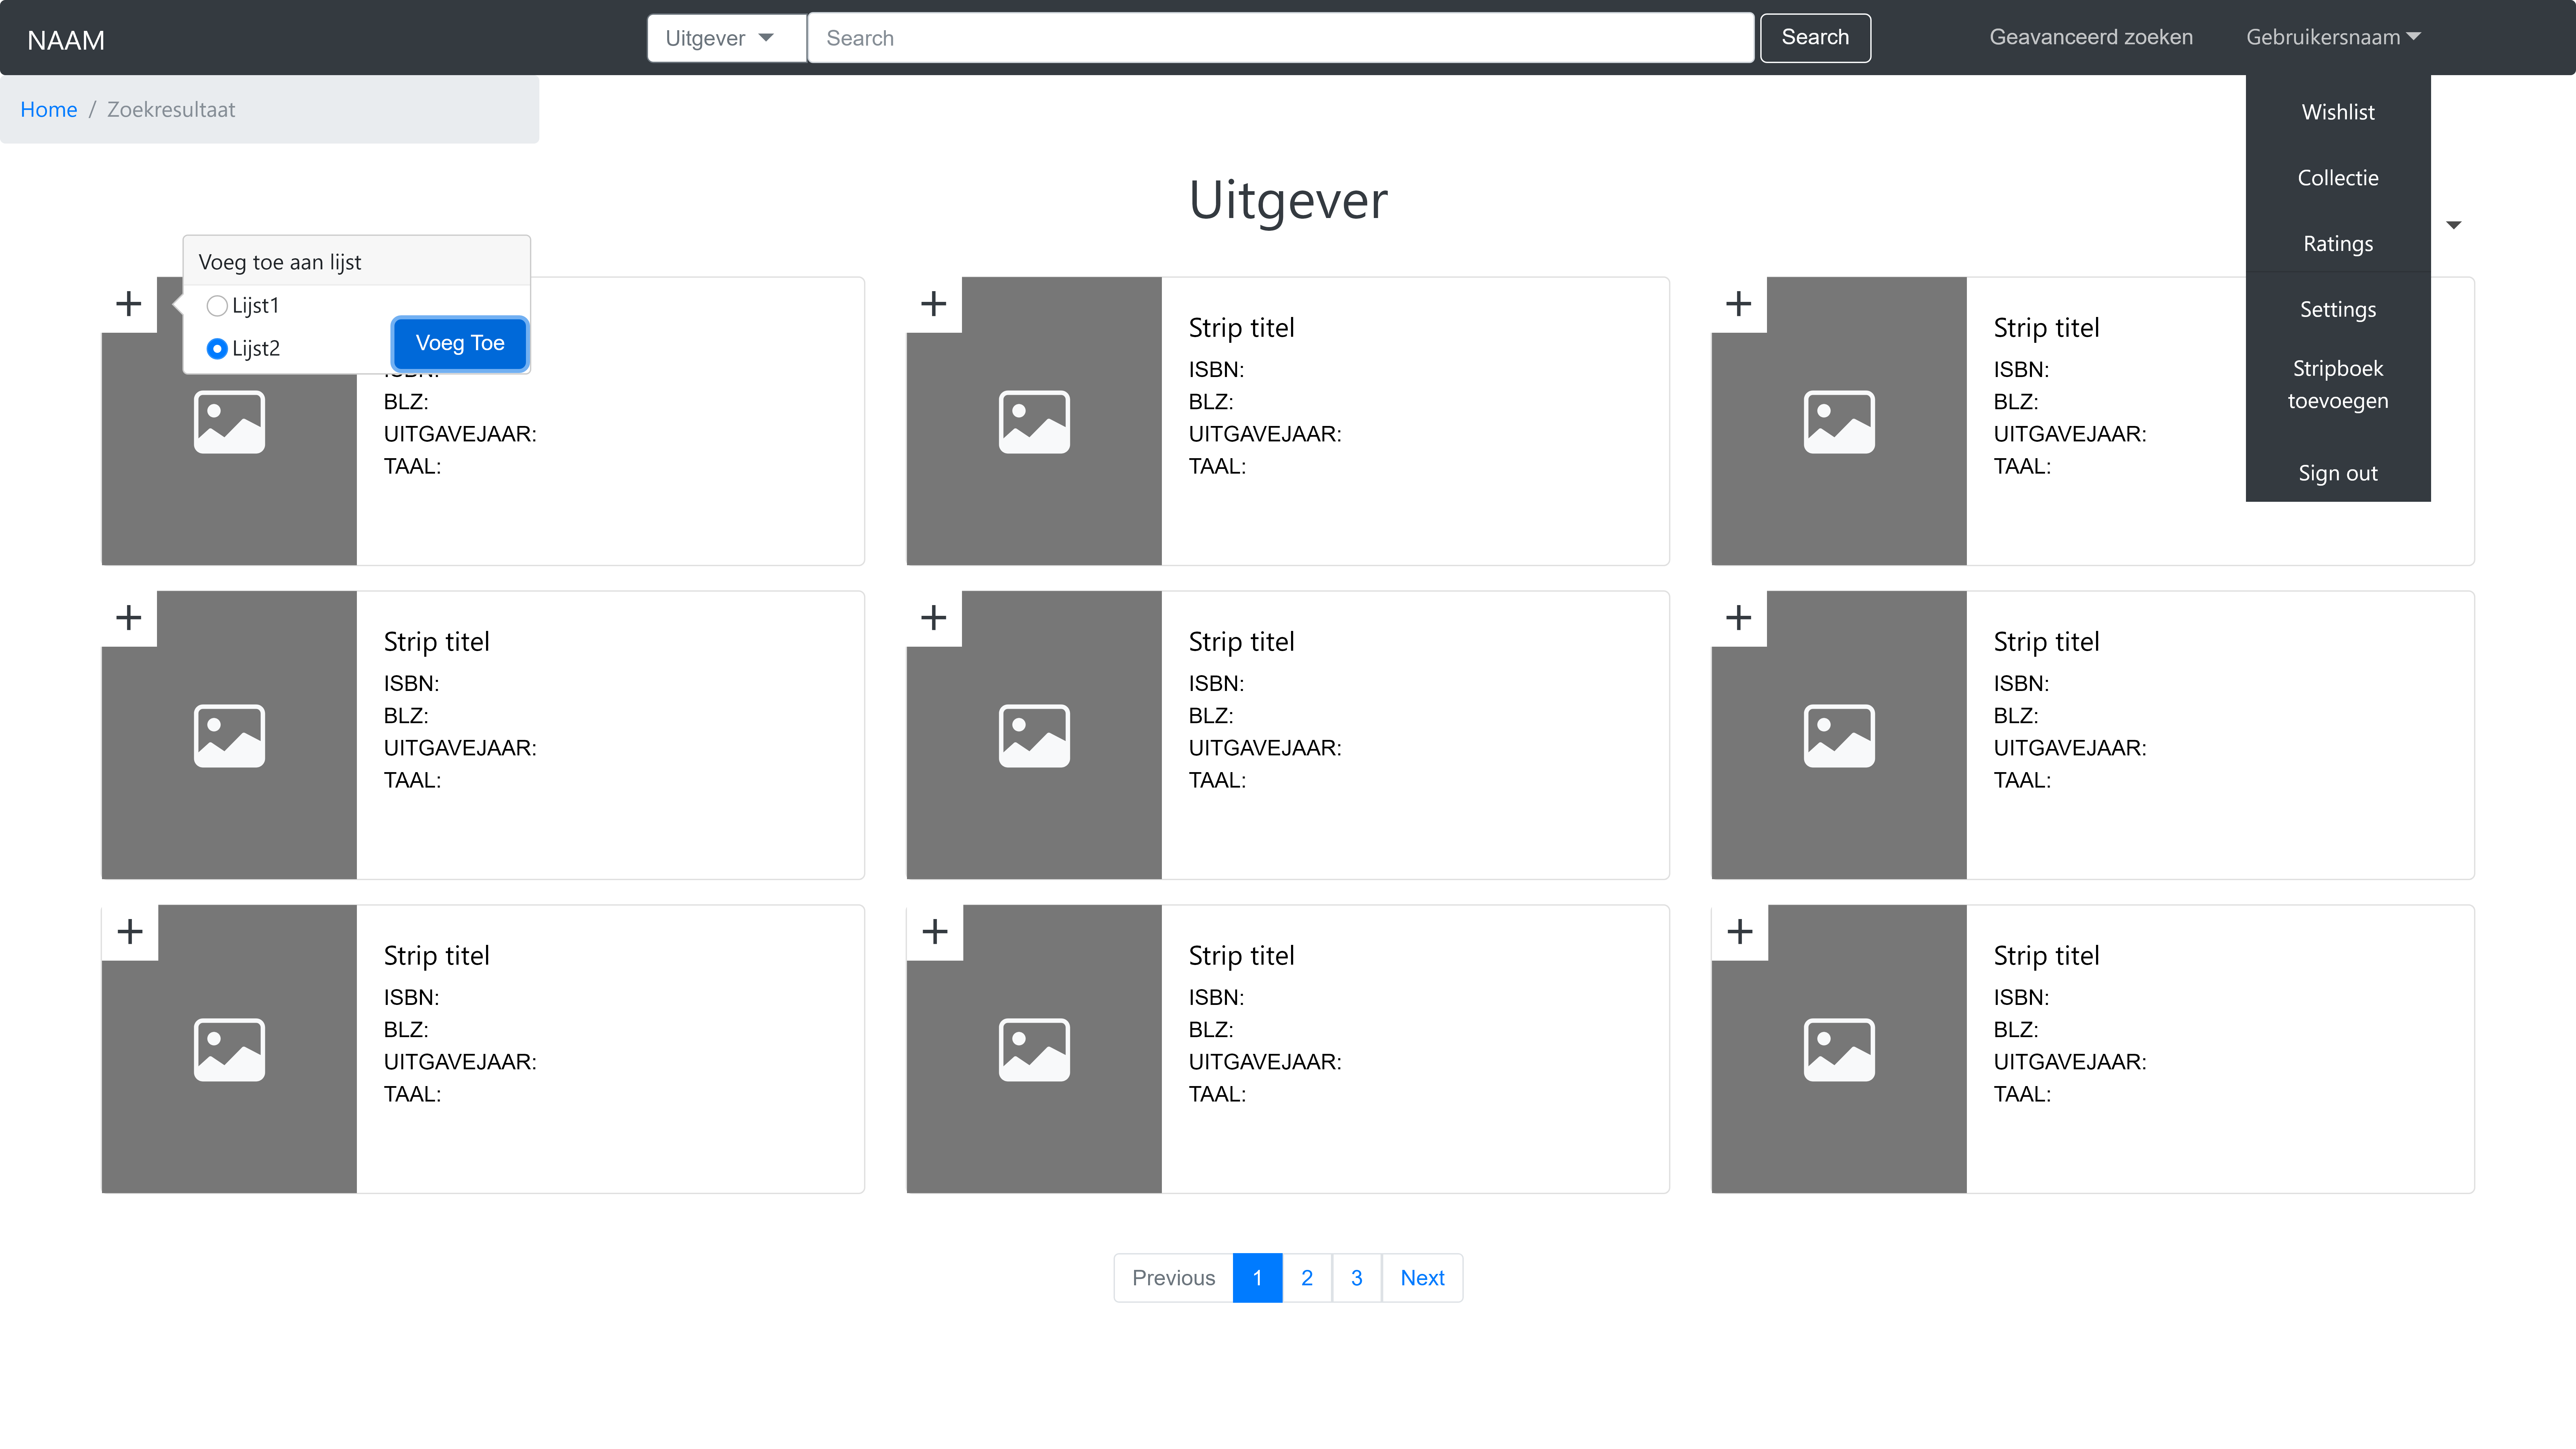 NAAM
Uitgever
Search
Search
Geavanceerd zoeken
Gebruikersnaam
Home / Zoekresultaat
Wishlist
Collectie
Ratings
Settings
Stripboek
toevoegen
Sign out
Uitgever
Voeg toe aan lijst
Lijst1
Lijst2
Voeg Toe
ISBN:
BLZ:
UITGAVEJAAR:
TAAL:
Strip titel
ISBN:
BLZ:
UITGAVEJAAR:
TAAL:
Strip titel
ISBN:
BLZ:
UITGAVEJAAR:
TAAL:
Strip titel
ISBN:
BLZ:
UITGAVEJAAR:
TAAL:
Strip titel
ISBN:
BLZ:
UITGAVEJAAR:
TAAL:
Strip titel
ISBN:
BLZ:
UITGAVEJAAR:
TAAL:
Strip titel
ISBN:
BLZ:
UITGAVEJAAR:
TAAL:
Strip titel
ISBN:
BLZ:
UITGAVEJAAR:
TAAL:
Strip titel
ISBN:
BLZ:
UITGAVEJAAR:
TAAL:
Previous 1 2 3 Next